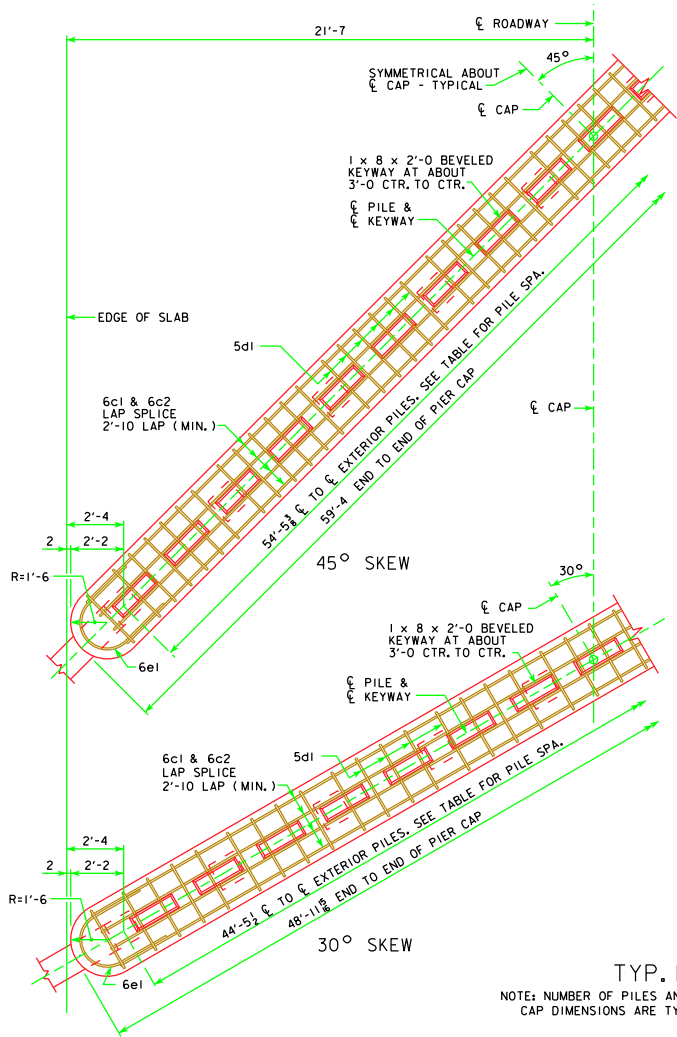 21'-7
℄ ROADWAY
SYMMETRICAL ABOUT
℄ CAP - TYPICAL
45°
℄ CAP
1 x 8 x 2'-0 BEVELED
KEYWAY AT ABOUT
3'-0 CTR. TO CTR.
℄ PILE &
℄ KEYWAY
EDGE OF SLAB
5d1
6c1 & 6c2
LAP SPLICE
2'-10 LAP (MIN.)
54'-5 3/8 ℄ TO ℄ EXTERIOR PILES. SEE TABLE FOR PILE SPA.
59'-4 END TO END OF PIER CAP
℄ CAP
2'-4
2 2'-2
R=1'-6
6e1
45° SKEW
30°
℄ CAP
1 x 8 x 2'-0 BEVELED
KEYWAY AT ABOUT
3'-0 CTR. TO CTR.
℄ PILE &
℄ KEYWAY
6c1 & 6c2
LAP SPLICE
2'-10 LAP (MIN.)
5d1
44'-5 1/2 ℄ TO ℄ EXTERIOR PILES. SEE TABLE FOR PILE SPA.
48'-11 15/16 END TO END OF PIER CAP
2'-4
2 2'-2
R=1'-6
6e1
30° SKEW
TYP.
NOTE: NUMBER OF PILES AN
CAP DIMENSIONS ARE TY